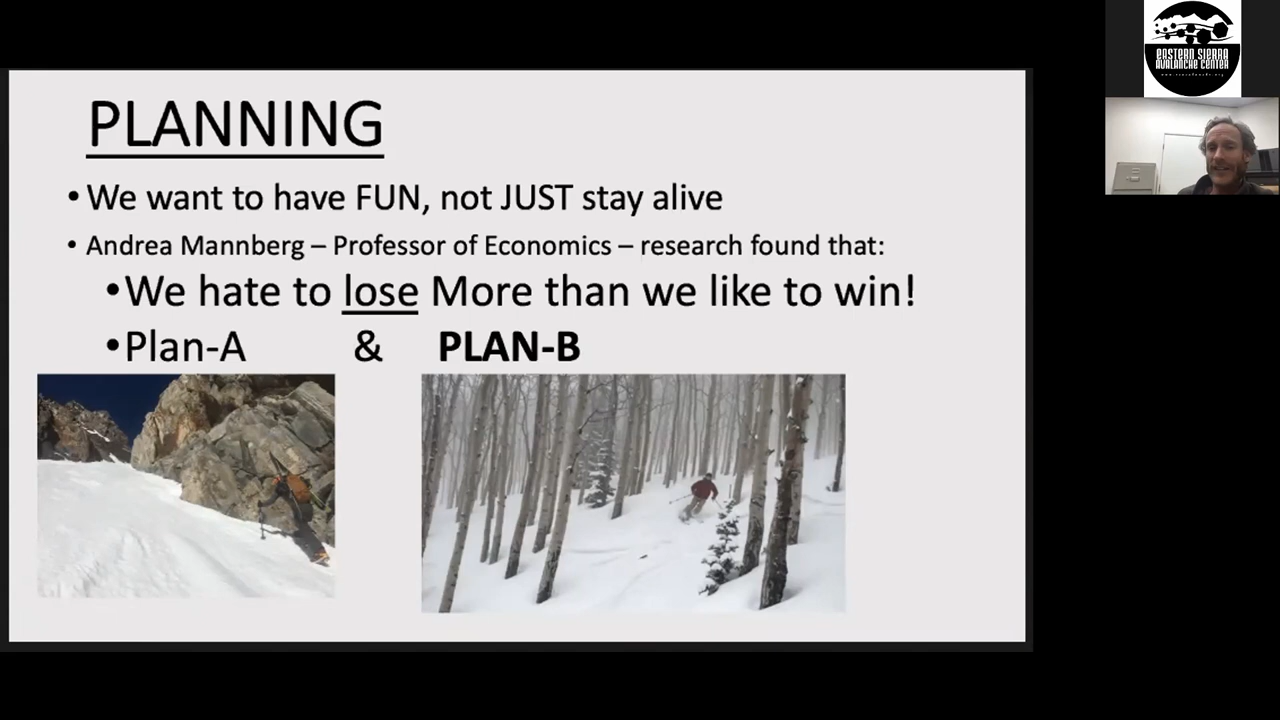 PLANNING
• We want to have FUN, not JUST stay alive
• Andrea Mannberg – Professor of Economics – research found that:
• We hate to lose More than we like to win!
• Plan-A & PLAN-B
EASTERN SIERRA
AVALANCHE CENTER